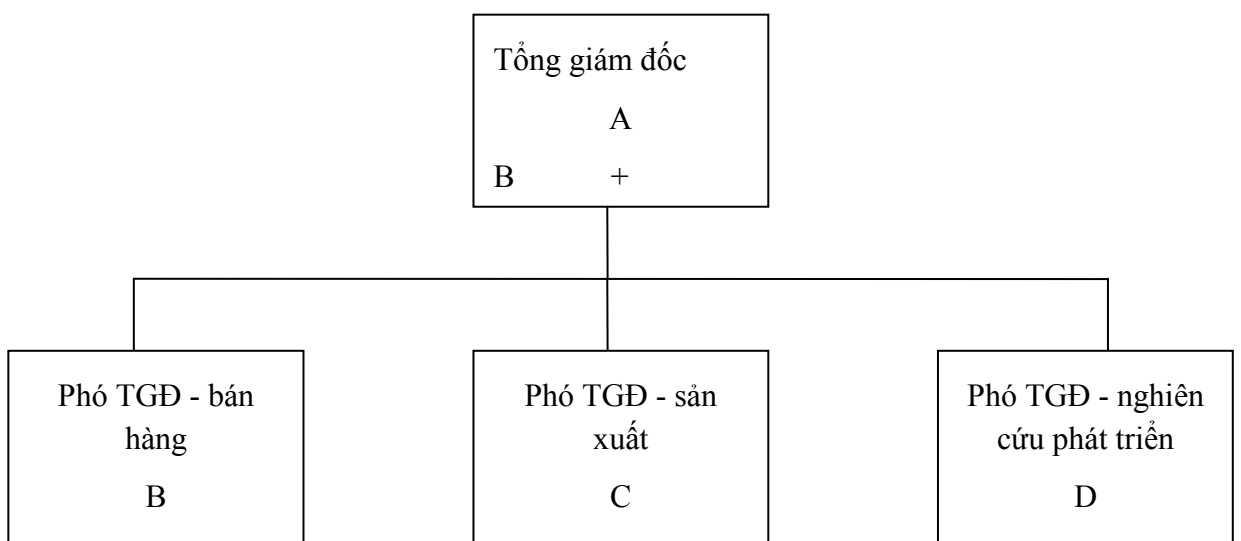 Tổng giám đốc
A
B +
Phó TGĐ - bán
hàng
B
Phó TGĐ - sản
xuất
C
Phó TGĐ - nghiên
cứu phát triển
D